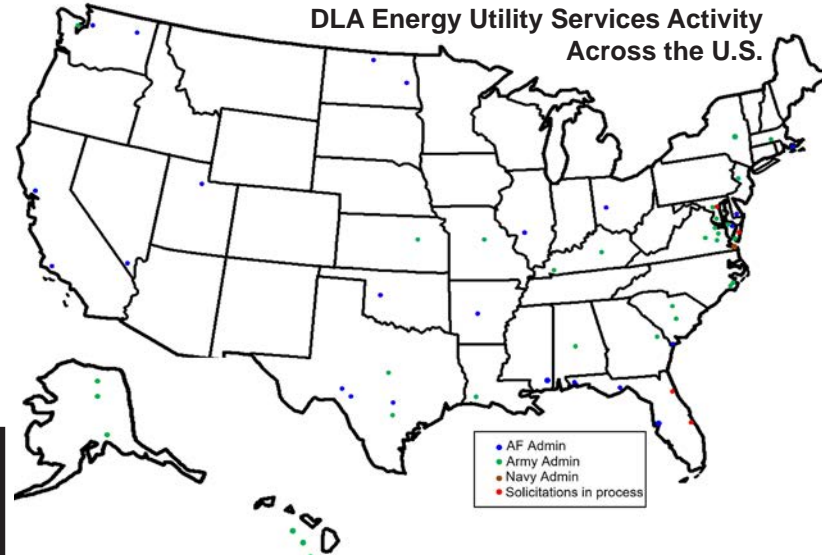 DLA Energy Utility Services Activity
Across the U.S.
AF Admin
Army Admin
Navy Admin
Solicitations in process